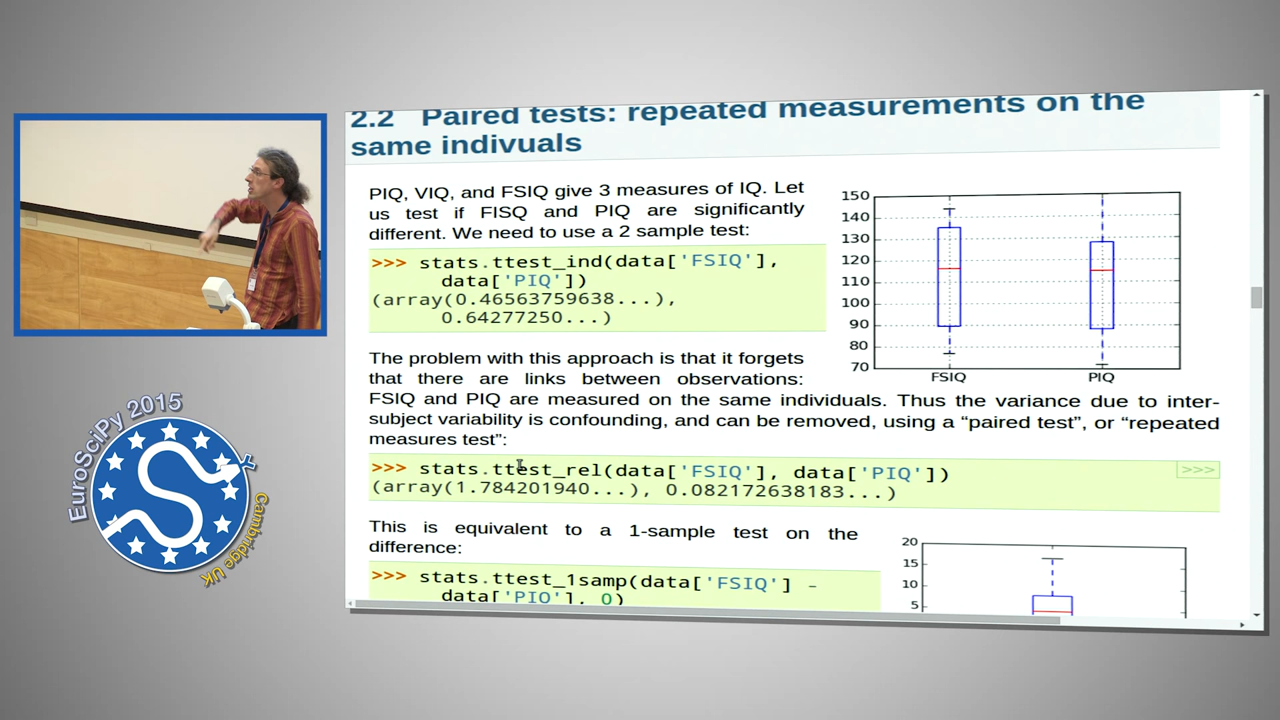 2.2 Paired tests: repeated measurements on the
same indivuals
PIQ, VIQ, and FSIQ give 3 measures of IQ. Let
us test if FISQ and PIQ are significantly
different. We need to use a 2 sample test:
>>> stats.ttest_ind(data['FSIQ'],
data['PIQ'])
(array(0.46563759638...),
0.64277250...)
150
140
130
120
110
100
90
80
70
FSIQ PIQ
The problem with this approach is that it forgets
that there are links between observations:
FSIQ and PIQ are measured on the same individuals. Thus the variance due to inter-
subject variability is confounding, and can be removed, using a “paired test”, or “repeated
measures test”:
>>> stats.ttest_rel(data['FSIQ'], data['PIQ'])
>>>
(array(1.784201940...), 0.082172638183...)
This is equivalent to a 1-sample test on the
difference:
>>> stats.ttest_1samp(data['FSIQ'] -
data['PIQ'], 0)
20
15
10
5
EuroSciPy 2015
Cambridge UK